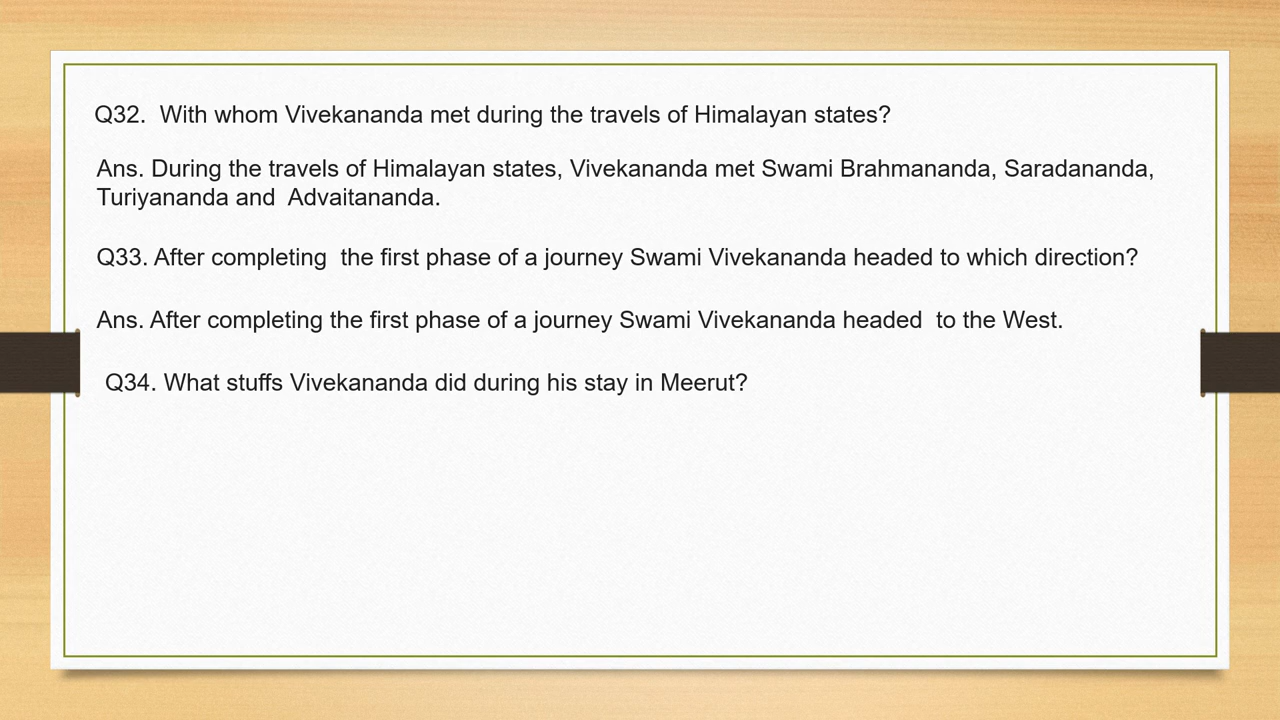 Q32.  With whom Vivekananda met during the travels of Himalayan states?
Ans. During the travels of Himalayan states, Vivekananda met Swami Brahmananda, Saradananda,
Turiyananda and  Advaitananda.
Q33. After completing  the first phase of a journey Swami Vivekananda headed to which direction?
Ans. After completing the first phase of a journey Swami Vivekananda headed  to the West.
Q34. What stuffs Vivekananda did during his stay in Meerut?